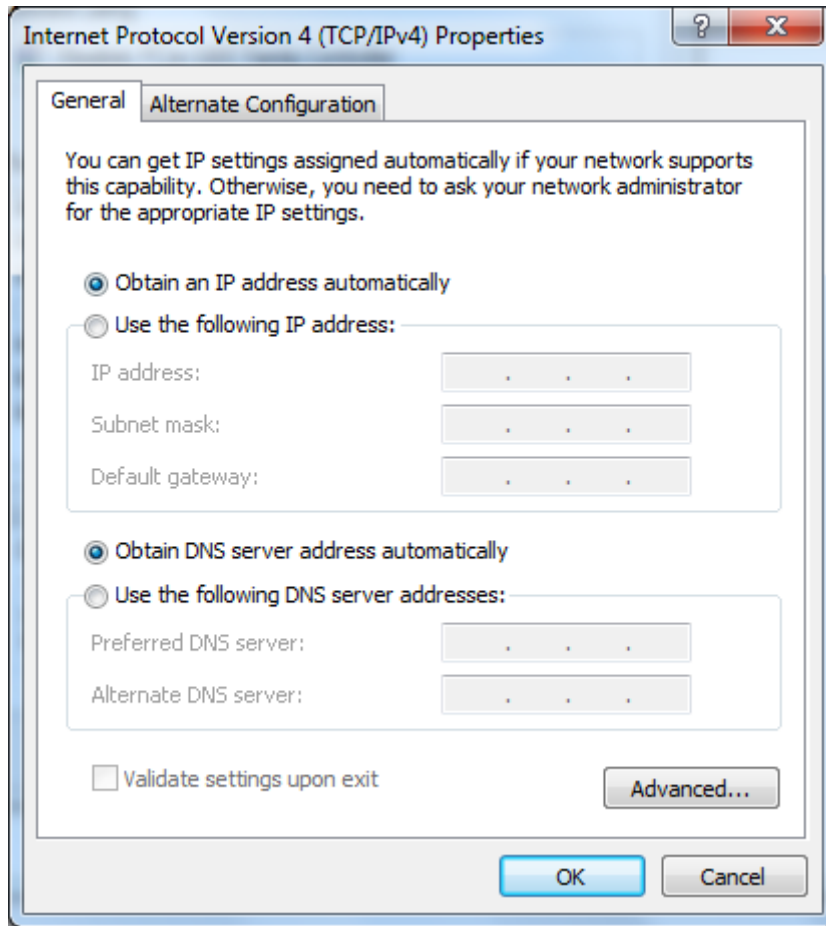 Internet Protocol Version 4 (TCP/IPv4) Properties
General
Alternate Configuration
You can get IP settings assigned automatically if your network supports
this capability. Otherwise, you need to ask your network administrator
for the appropriate IP settings.
Obtain an IP address automatically
Use the following IP address:
IP address:
Subnet mask:
Default gateway:
Obtain DNS server address automatically
Use the following DNS server addresses:
Preferred DNS server:
Alternate DNS server:
Validate settings upon exit
Advanced...
OK
Cancel